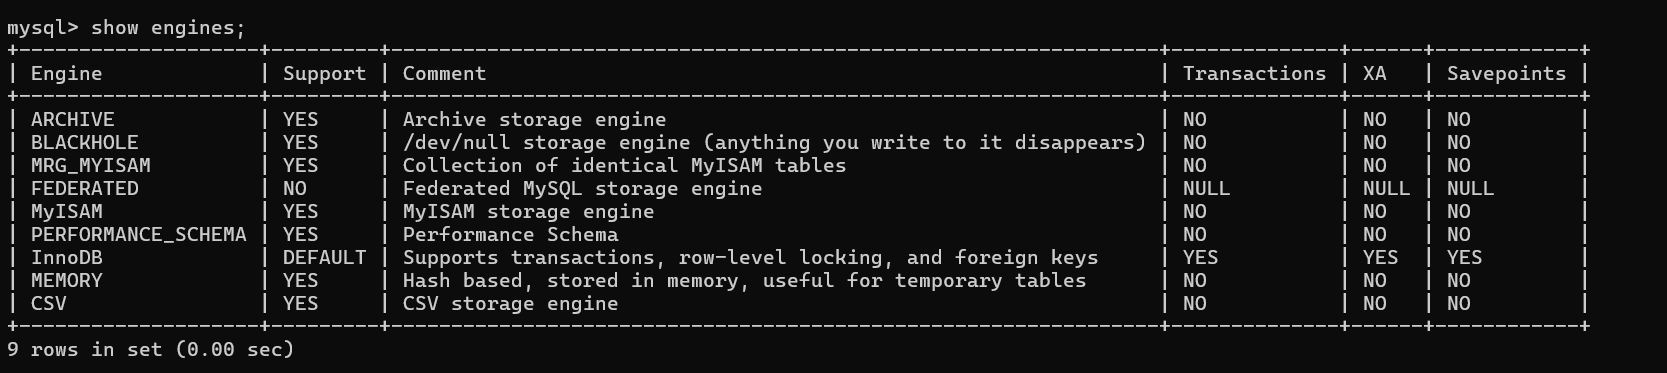 mysql> show engines;
+--------------------+---------+----------------------------------------------------------------+--------------+------+------------+
| Engine             | Support | Comment                                                        | Transactions | XA   | Savepoints |
+--------------------+---------+----------------------------------------------------------------+--------------+------+------------+
| ARCHIVE            | YES     | Archive storage engine                                         | NO           | NO   | NO         |
| BLACKHOLE          | YES     | /dev/null storage engine (anything you write to it disappears) | NO           | NO   | NO         |
| MRG_MYISAM         | YES     | Collection of identical MyISAM tables                          | NO           | NO   | NO         |
| FEDERATED          | NO      | Federated MySQL storage engine                                 | NULL         | NULL | NULL       |
| MyISAM             | YES     | MyISAM storage engine                                          | NO           | NO   | NO         |
| PERFORMANCE_SCHEMA | YES     | Performance Schema                                             | NO           | NO   | NO         |
| InnoDB             | DEFAULT | Supports transactions, row-level locking, and foreign keys     | YES          | YES  | YES        |
| MEMORY             | YES     | Hash based, stored in memory, useful for temporary tables      | NO           | NO   | NO         |
| CSV                | YES     | CSV storage engine                                             | NO           | NO   | NO         |
+--------------------+---------+----------------------------------------------------------------+--------------+------+------------+
9 rows in set (0.00 sec)